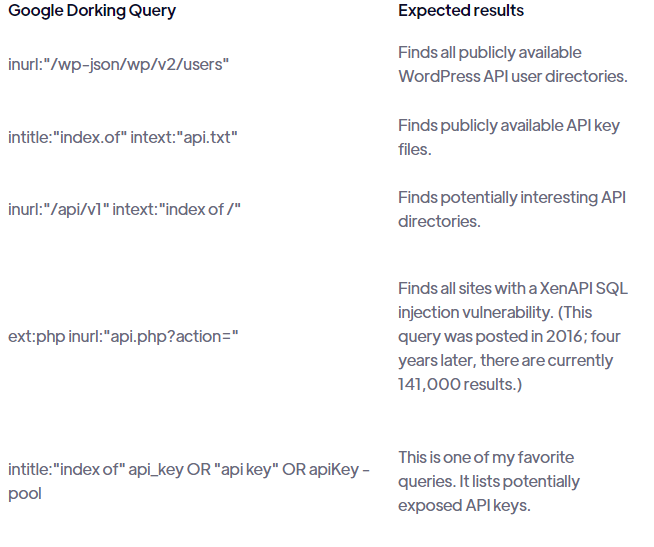 Google Dorking Query
Expected results
inurl:"/wp-json/wp/v2/users"
Finds all publicly available
WordPress API user directories.
intitle:"index.of" intext:"api.txt"
Finds publicly available API key
files.
inurl:"/api/v1" intext:"index of /"
Finds potentially interesting API
directories.
ext:php inurl:"api.php?action="
Finds all sites with a XenAPI SQL
injection vulnerability. (This
query was posted in 2016; four
years later, there are currently
141,000 results.)
intitle:"index of" api_key OR "api key" OR apiKey -
pool
This is one of my favorite
queries. It lists potentially
exposed API keys.